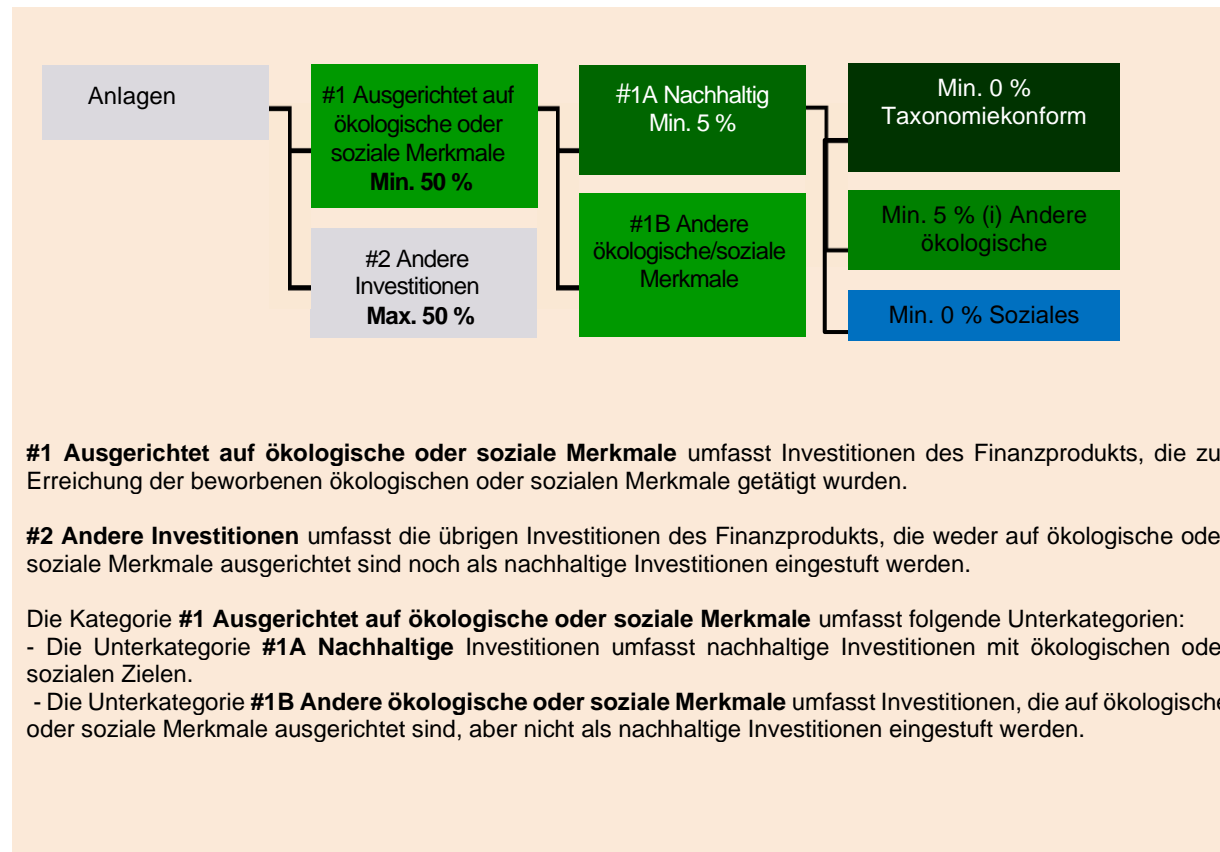 Anlagen
#1 Ausgerichtet auf
ökologische oder
soziale Merkmale
Min. 50 %
#2 Andere
Investitionen
Max. 50 %
#1A Nachhaltig
Min. 5 %
#1B Andere
ökologische/soziale
Merkmale
Min. 0 %
Taxonomiekonform
Min. 5 % (i) Andere
ökologische
Min. 0 % Soziales
#1 Ausgerichtet auf ökologische oder soziale Merkmale umfasst Investitionen des Finanzprodukts, die zu
Erreichung der beworbenen ökologischen oder sozialen Merkmale getätigt wurden.
#2 Andere Investitionen umfasst die übrigen Investitionen des Finanzprodukts, die weder auf ökologische ode
soziale Merkmale ausgerichtet sind noch als nachhaltige Investitionen eingestuft werden.
Die Kategorie #1 Ausgerichtet auf ökologische oder soziale Merkmale umfasst folgende Unterkategorien:
- Die Unterkategorie #1A Nachhaltige Investitionen umfasst nachhaltige Investitionen mit ökologischen ode
sozialen Zielen.
- Die Unterkategorie #1B Andere ökologische oder soziale Merkmale umfasst Investitionen, die auf ökologische
oder soziale Merkmale ausgerichtet sind, aber nicht als nachhaltige Investitionen eingestuft werden.